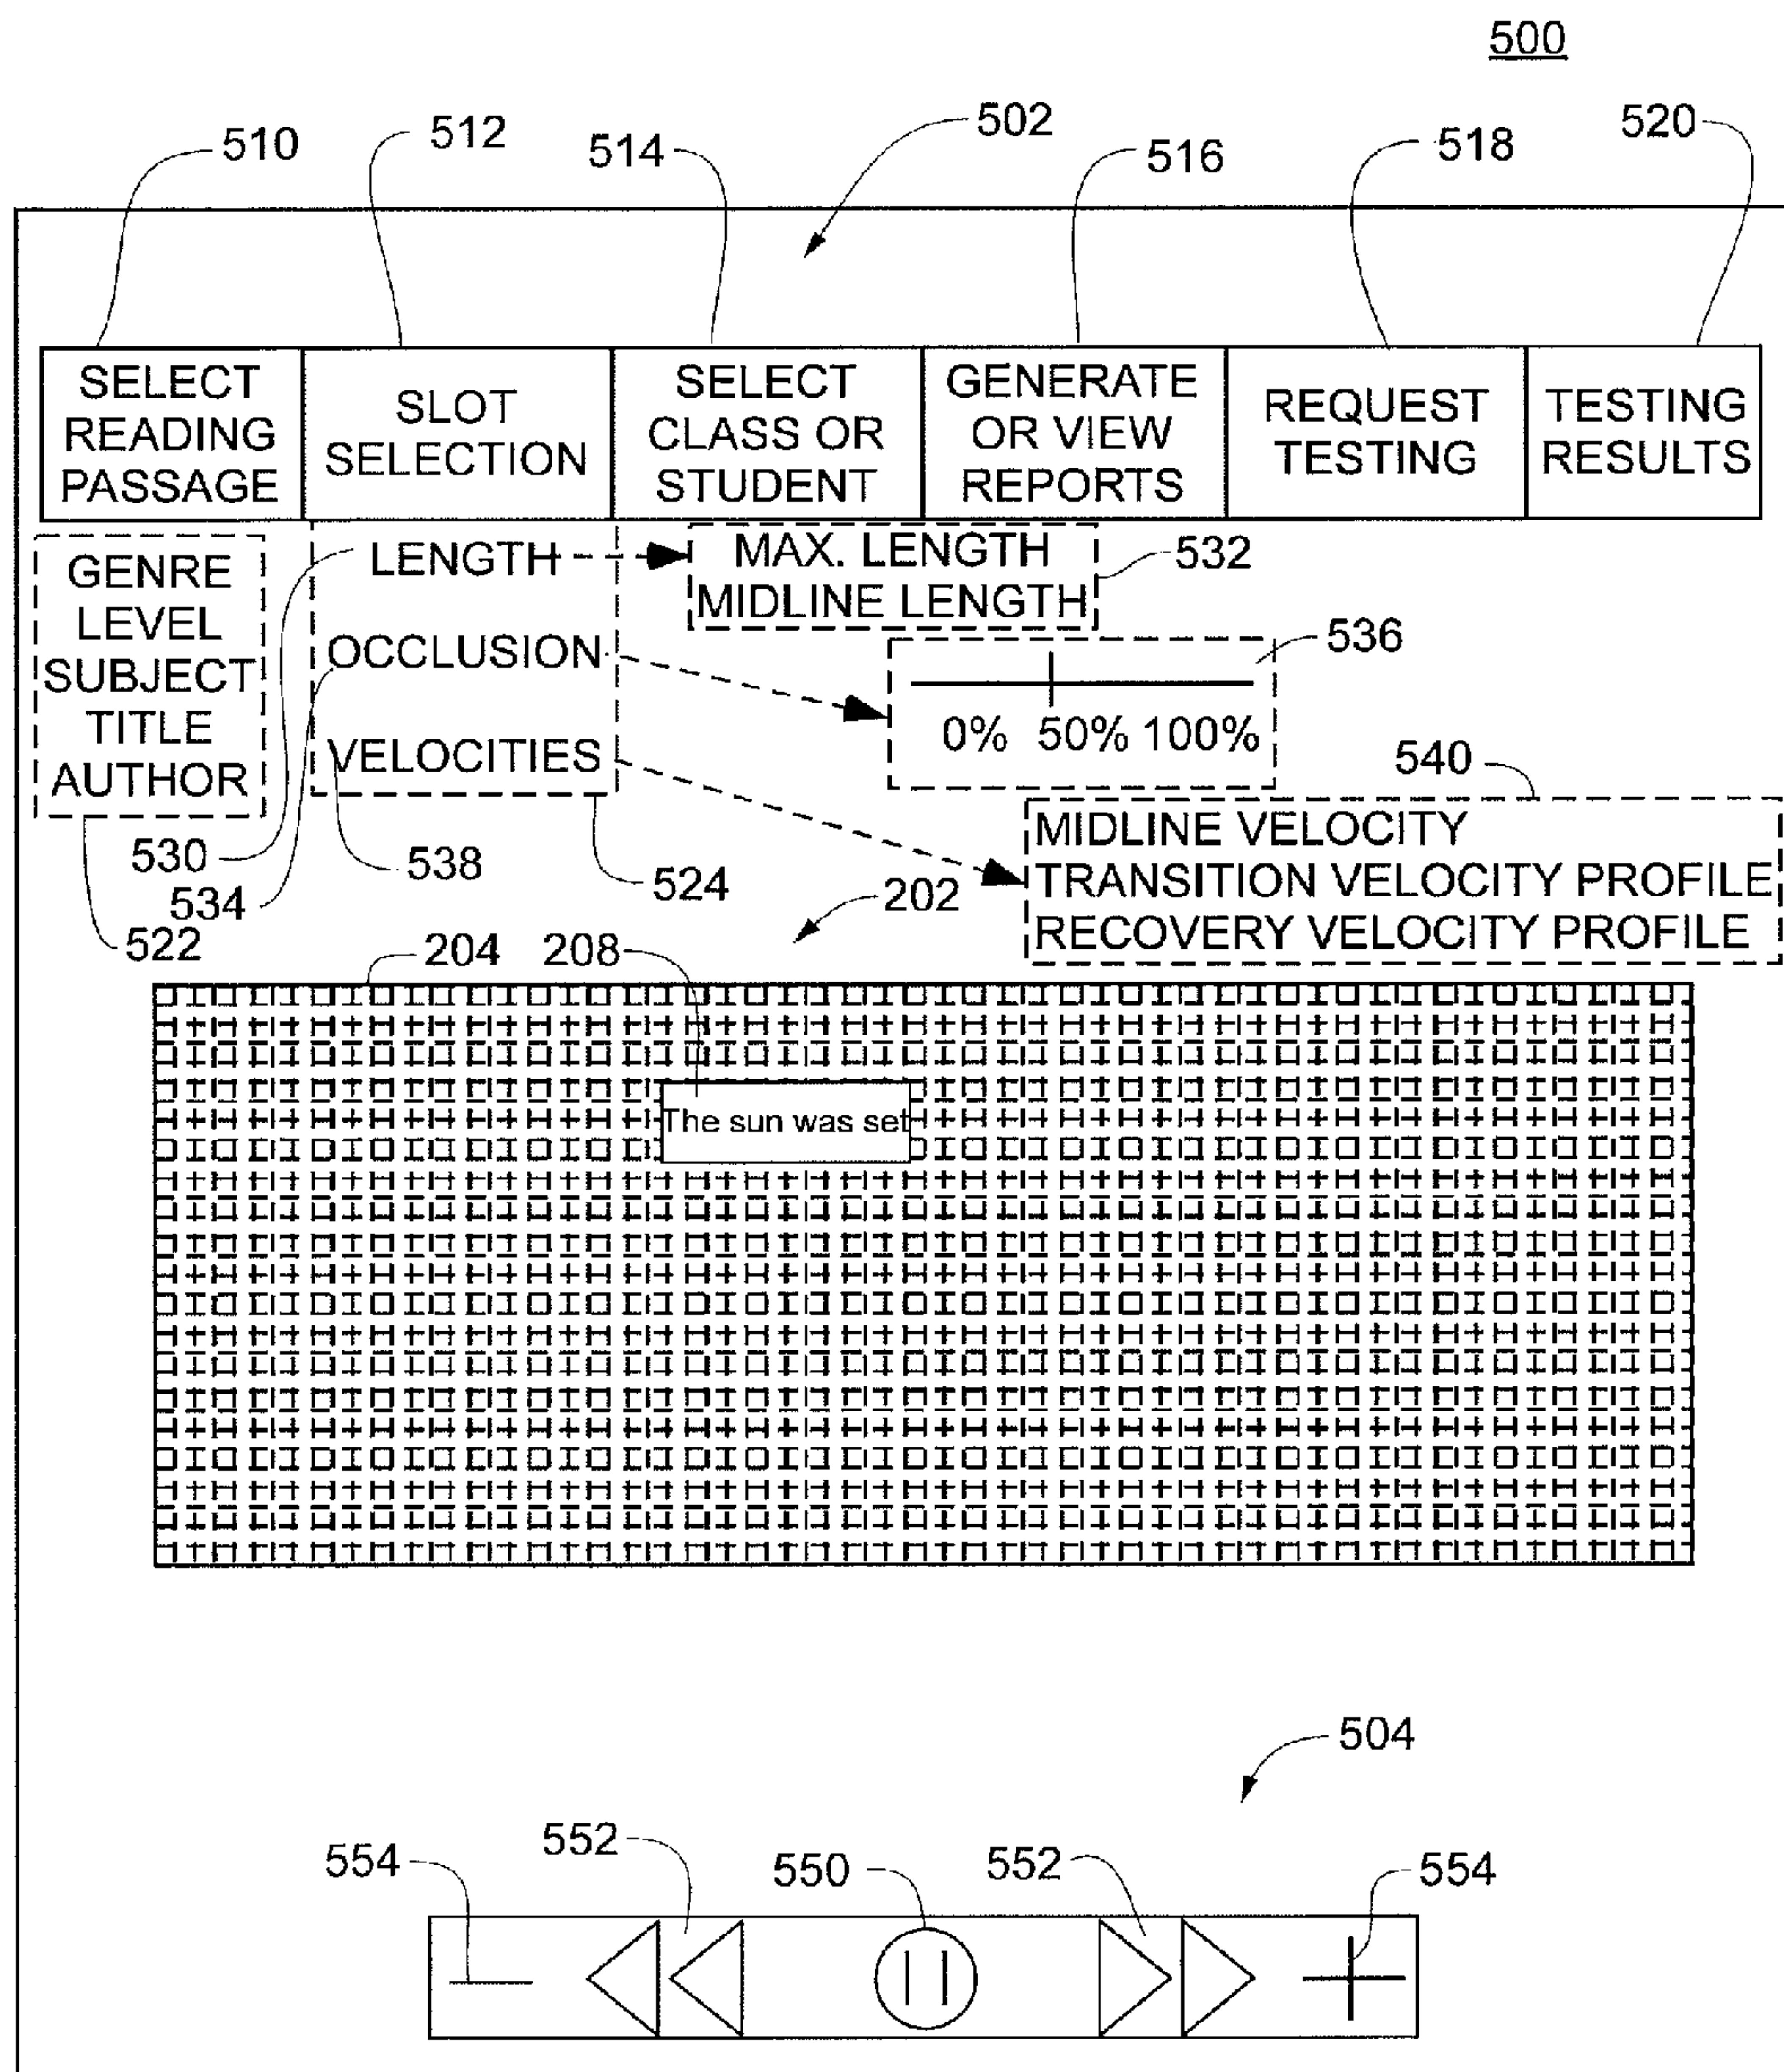 500
510
512
514
502
516
518
520
SELECT
READING
PASSAGE
SLOT
SELECTION
SELECT
CLASS OR
STUDENT
GENERATE
OR VIEW
REPORTS
REQUEST
TESTING
TESTING
RESULTS
GENRE
LEVEL
SUBJECT
TITLE
AUTHOR
LENGTH
OCCLUSION
VELOCITIES
MAX. LENGTH
MIDLINE LENGTH
532
536
0% 50% 100%
540
MIDLINE VELOCITY
TRANSITION VELOCITY PROFILE
RECOVERY VELOCITY PROFILE
530
538
534
524
522
202
204
208
The sun was set
504
554
552
550
552
554